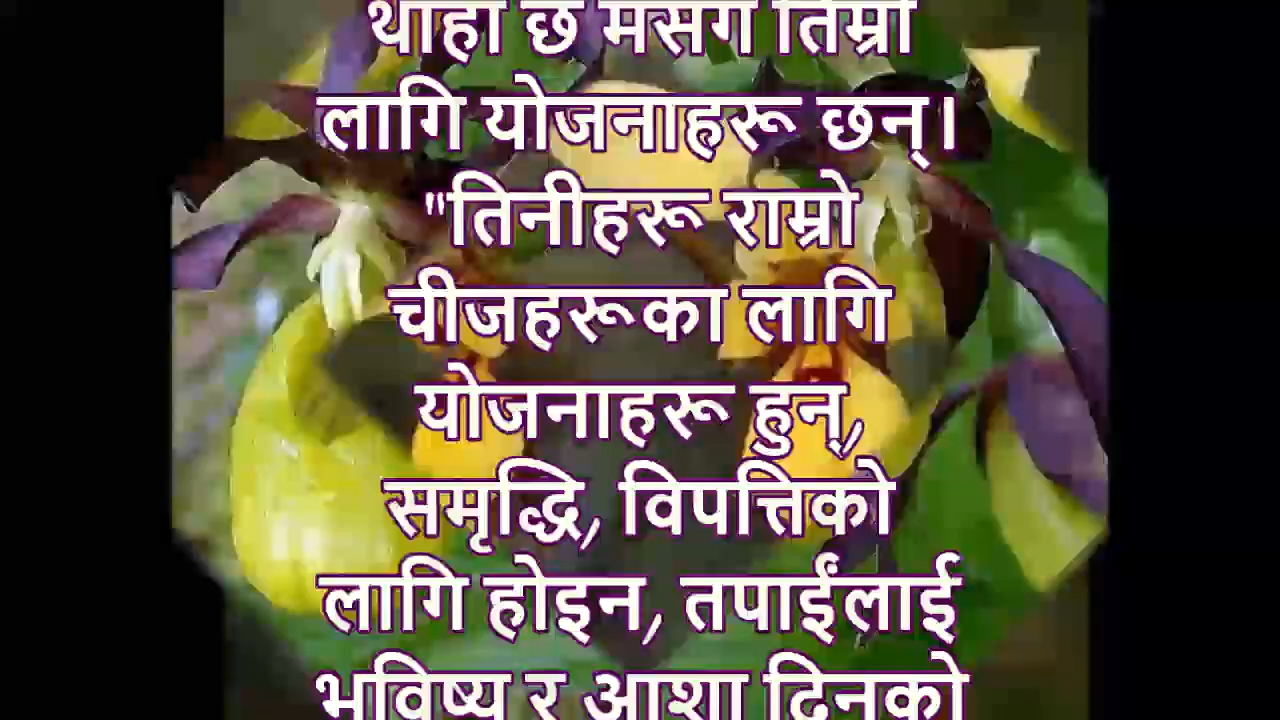 थाहा छ मसँग तिम्रो
लागि योजनाहरू छन्।
"तिनीहरू राम्रो
चीजहरूका लागि
योजनाहरू हुन्,
समृद्धि, विपत्तिको
लागि होइन, तपाईंलाई
भविष्य र आशा दिनको